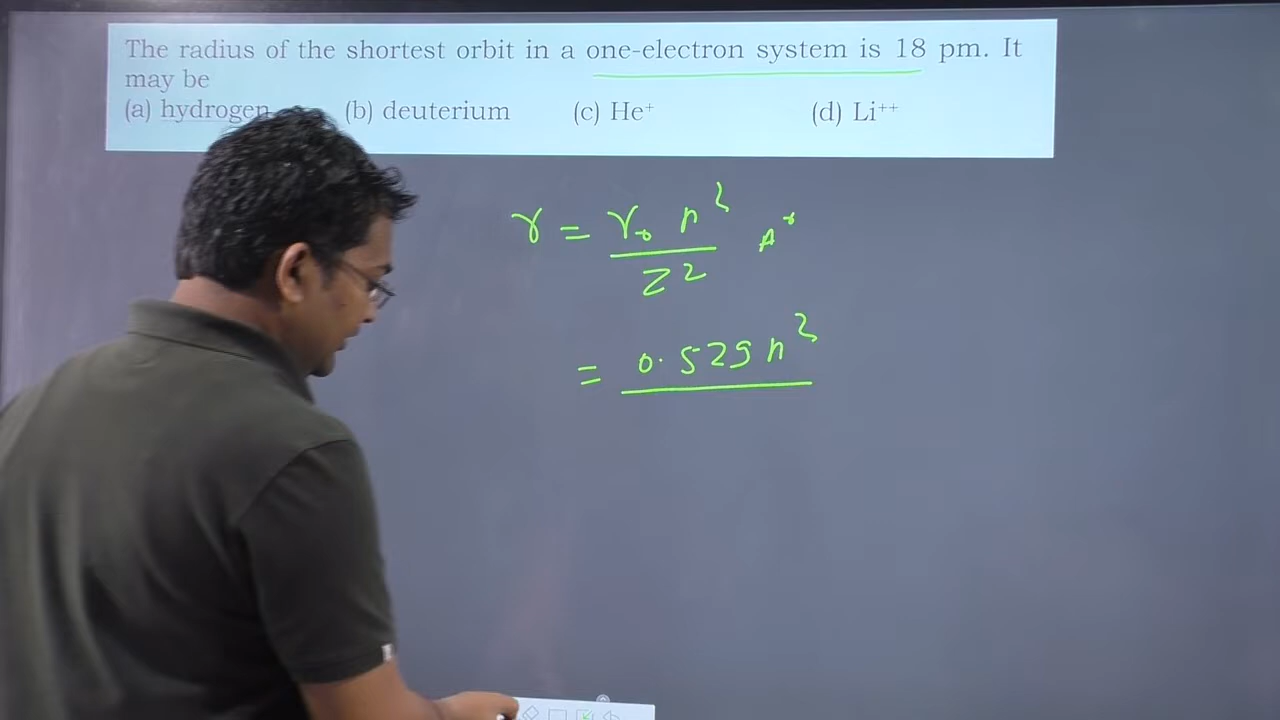 The radius of the shortest orbit in a one-electron system is 18 pm. It
may be
(a) hydrogen (b) deuterium (c) He⁺ (d) Li⁺⁺
r = r₀ n² / Z² A°
= 0.529 n²